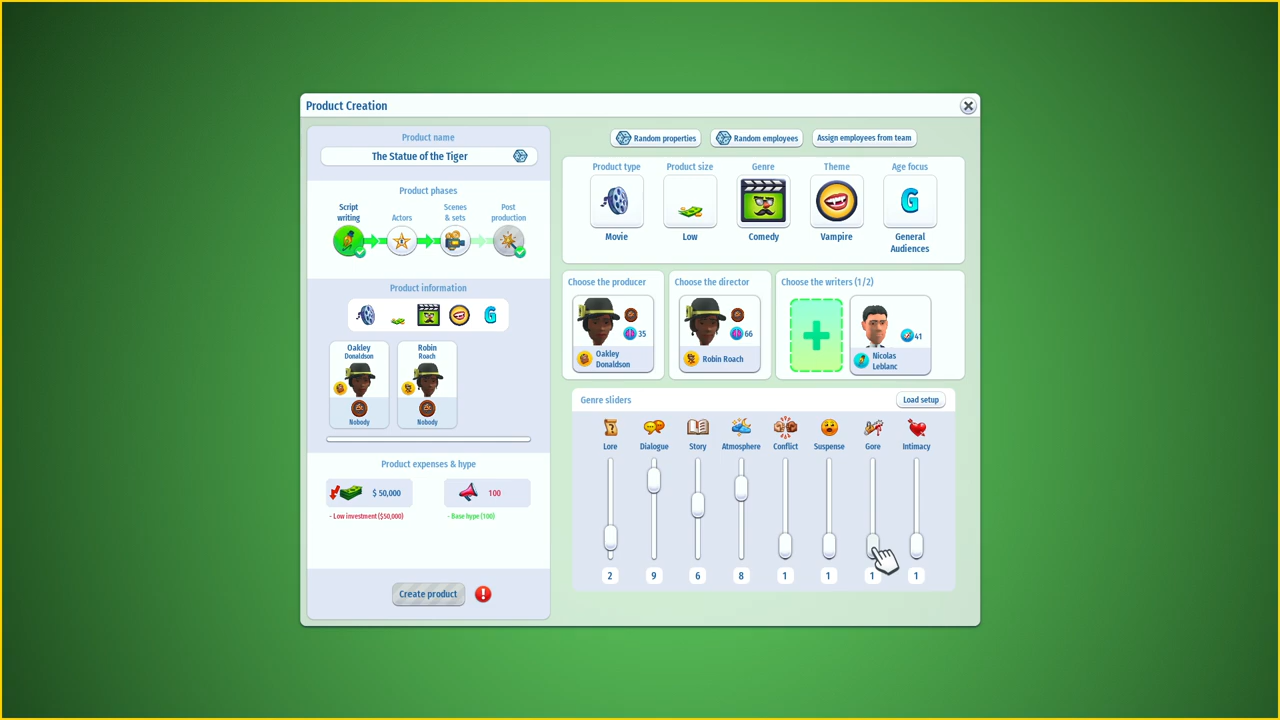 Product Creation
Product name
The Statue of the Tiger
Product phases
Script writing
Actors
Scenes & sets
Post production
Product information
G
Oakley Donaldson
Nobody
Robin Roach
Nobody
Product expenses & hype
$ 50,000
100
- Low investment ($50,000)
- Base hype (100)
Create product
Random properties
Random employees
Assign employees from team
Product type
Product size
Genre
Theme
Age focus
G
Movie
Low
Comedy
Vampire
General Audiences
Choose the producer
35
Oakley Donaldson
Choose the director
66
Robin Roach
Choose the writers (1/2)
41
Nicolas Leblanc
Genre sliders
Load setup
Lore
Dialogue
Story
Atmosphere
Conflict
Suspense
Gore
Intimacy
2
9
6
8
1
1
1
1